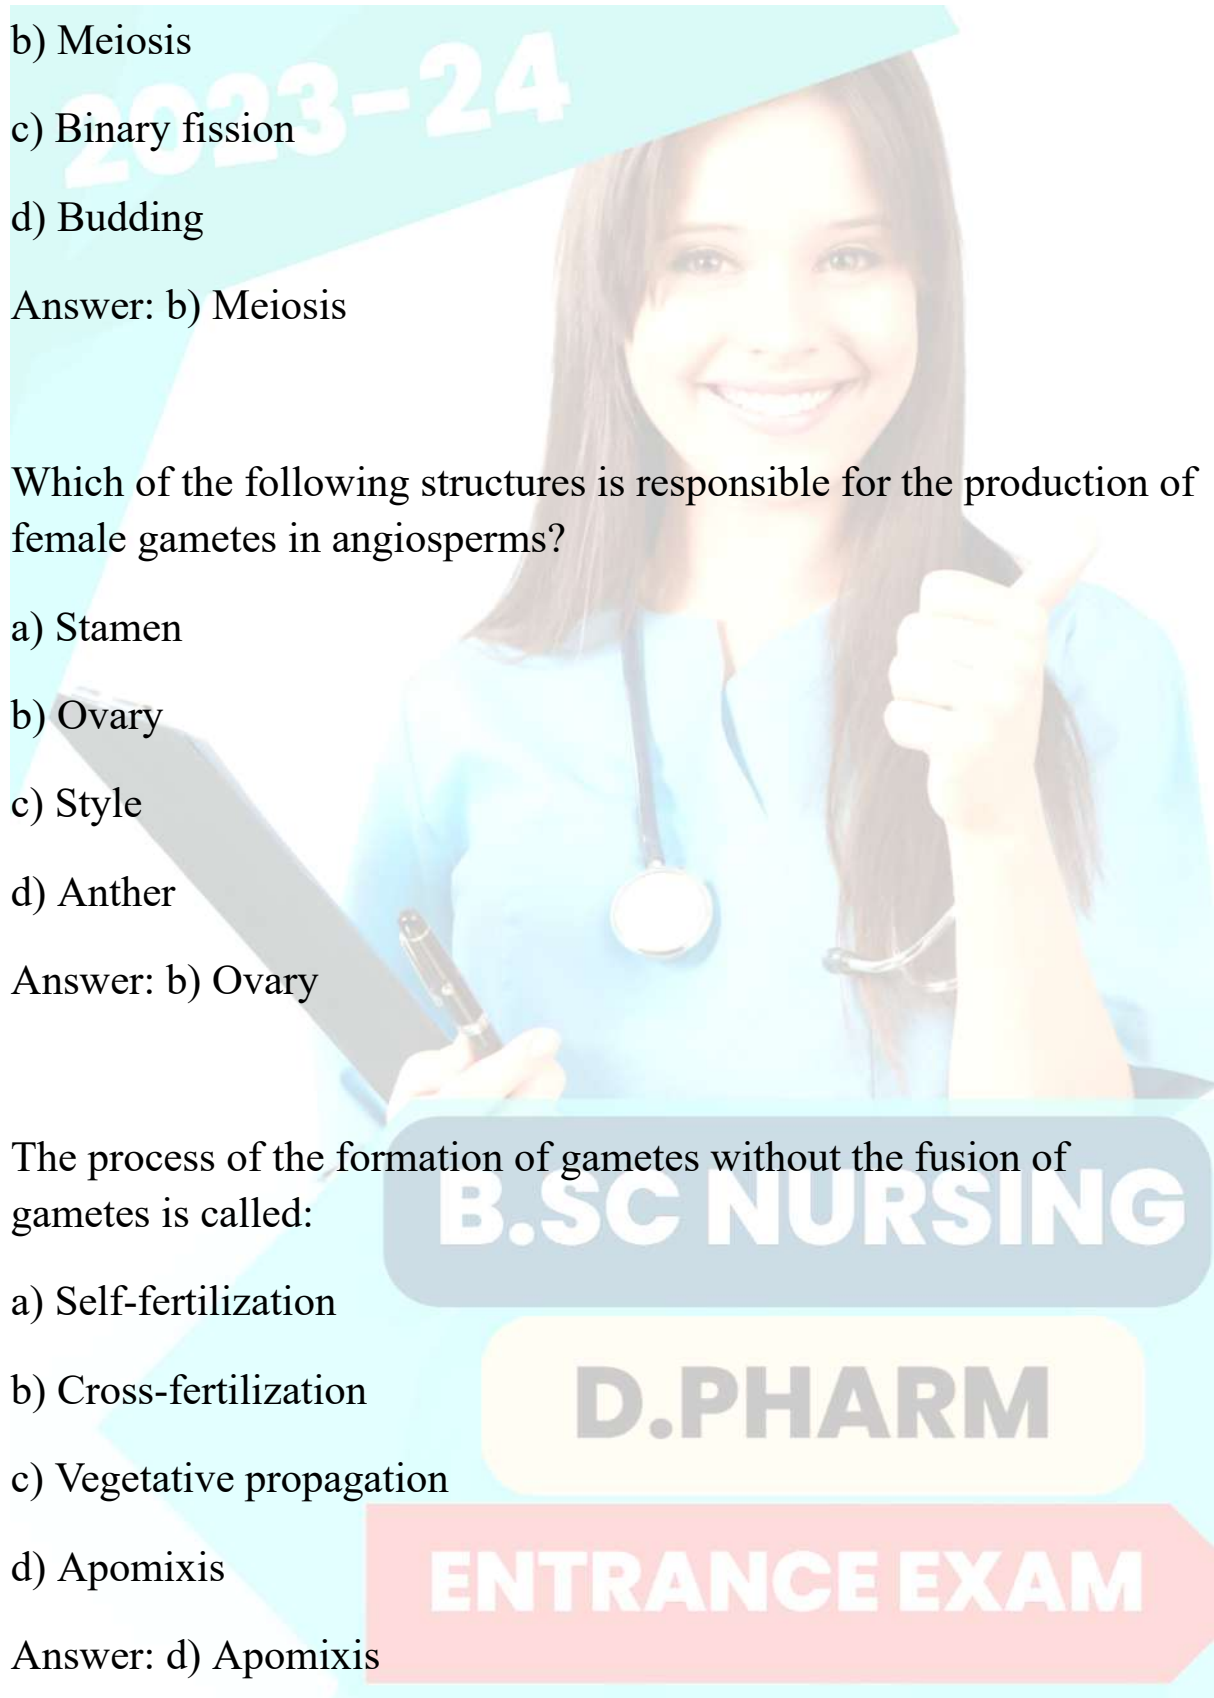 b) Meiosis
2023-24
c) Binary fission
d) Budding
Answer: b) Meiosis
Which of the following structures is responsible for the production of
female gametes in angiosperms?
a) Stamen
b) Ovary
c) Style
d) Anther
Answer: b) Ovary
The process of the formation of gametes without the fusion of
gametes is called:
B.SC NURSING
a) Self-fertilization
b) Cross-fertilization
D.PHARM
c) Vegetative propagation
d) Apomixis
ENTRANCE EXAM
Answer: d) Apomixis